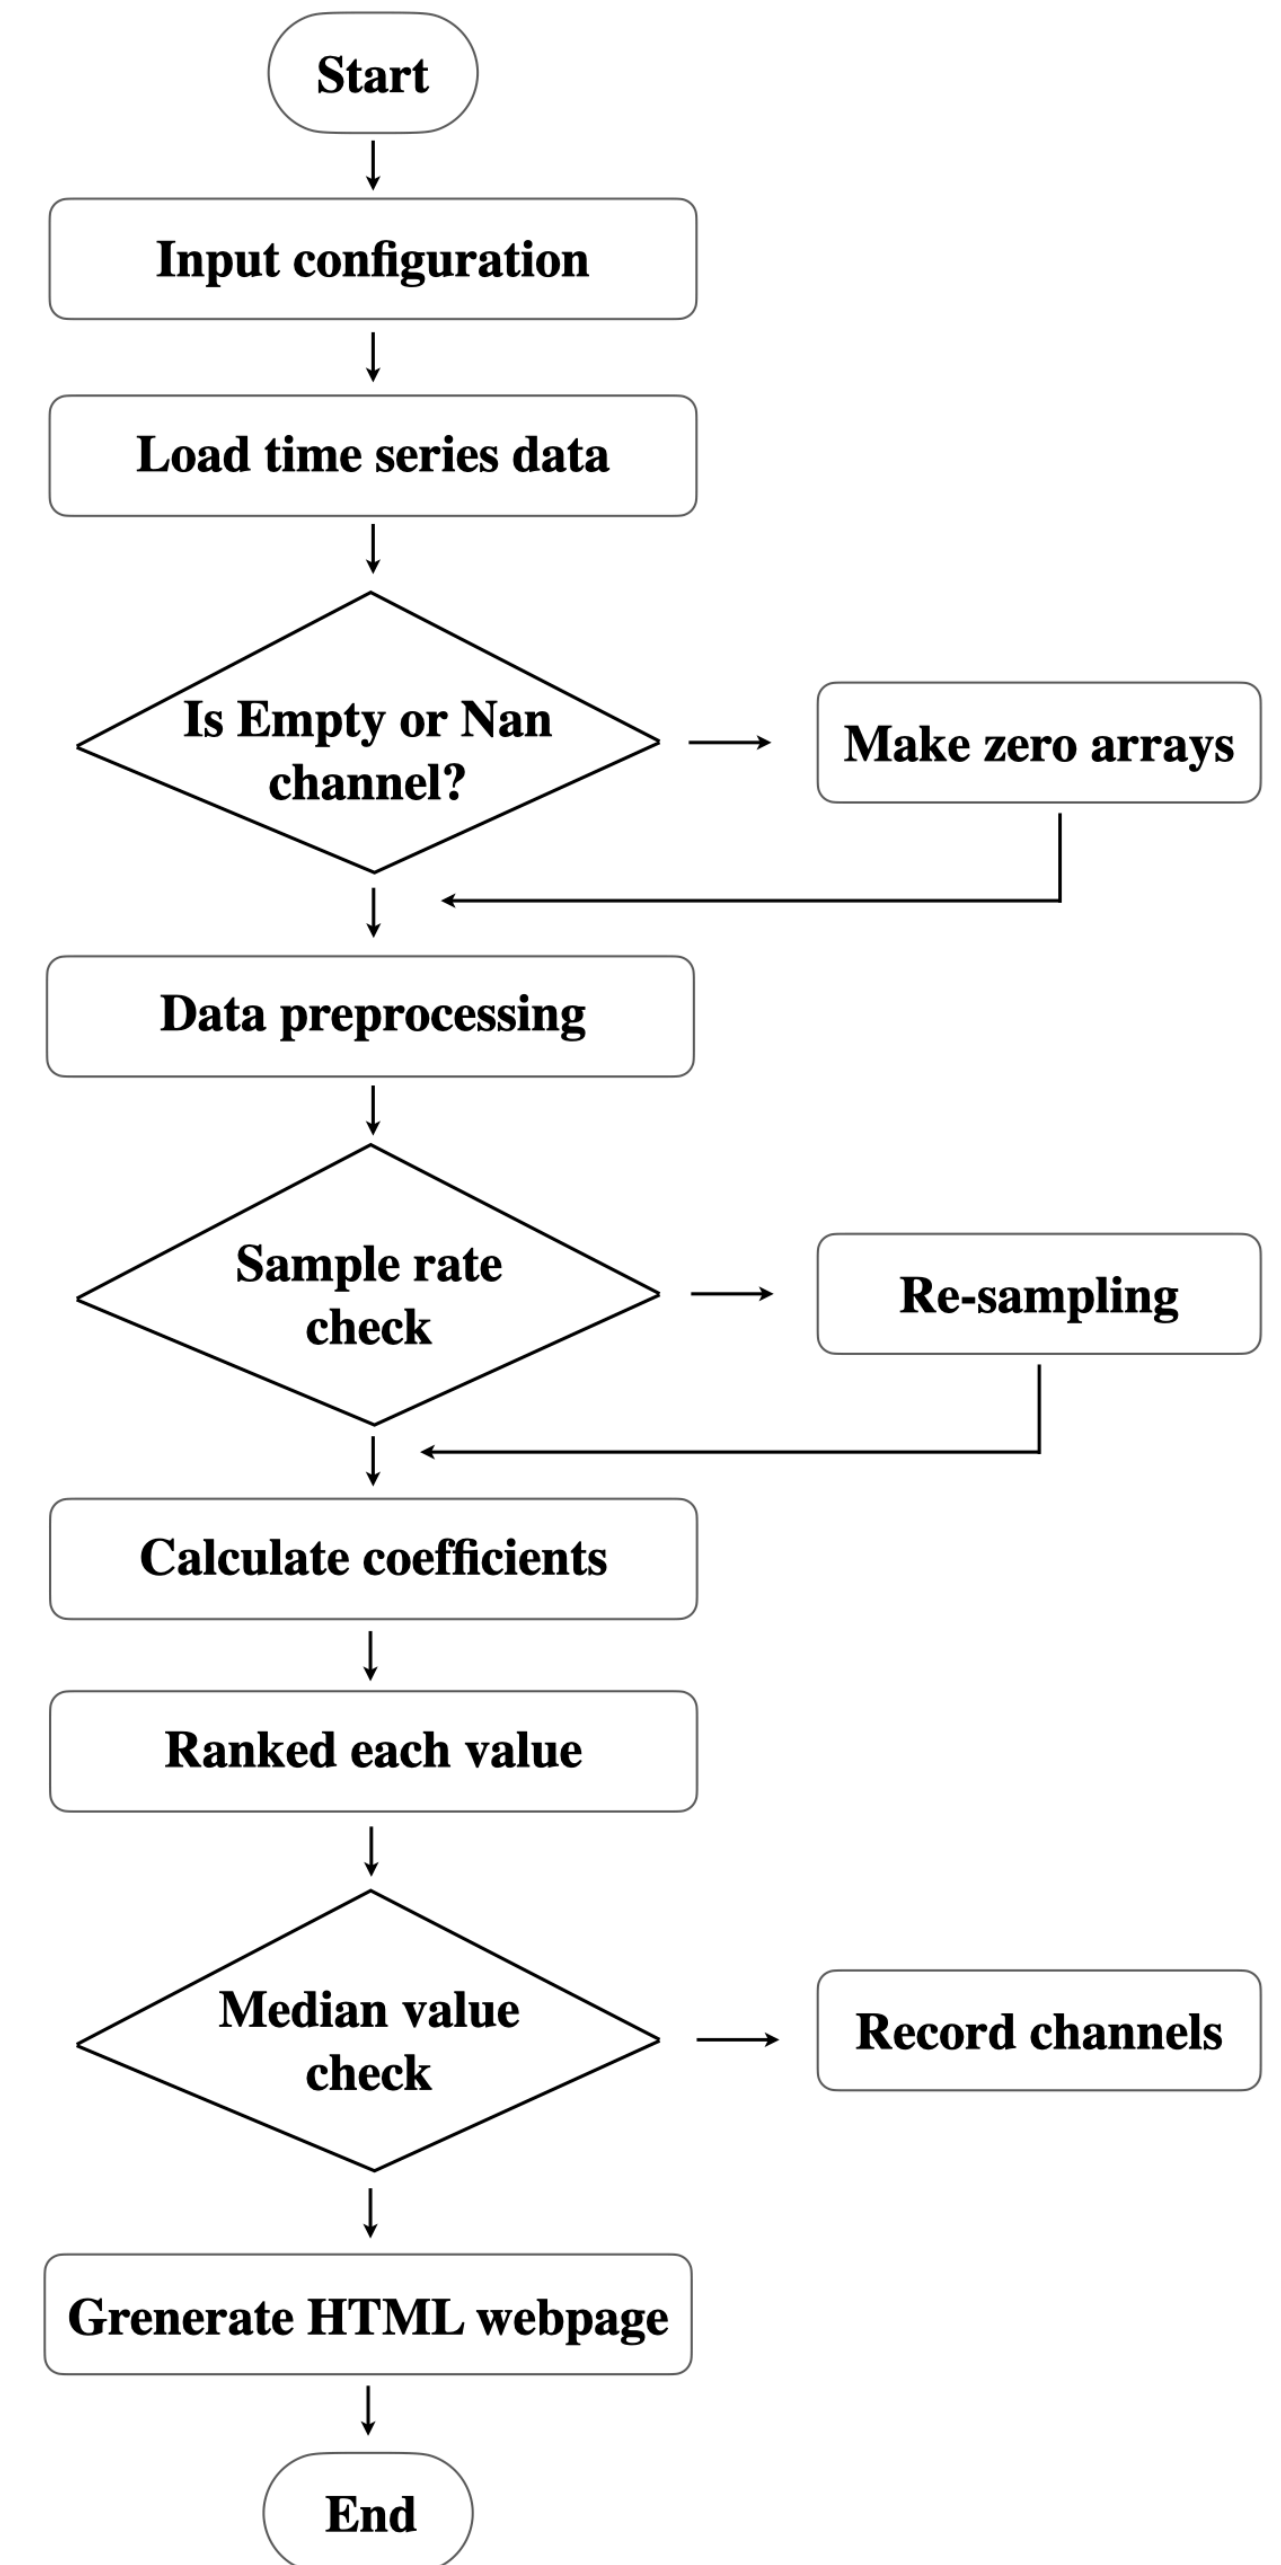 Start
Input configuration
Load time series data
Is Empty or Nan
channel?
Make zero arrays
Data preprocessing
Sample rate
check
Re-sampling
Calculate coefficients
Ranked each value
Median value
check
Record channels
Grenerate HTML webpage
End